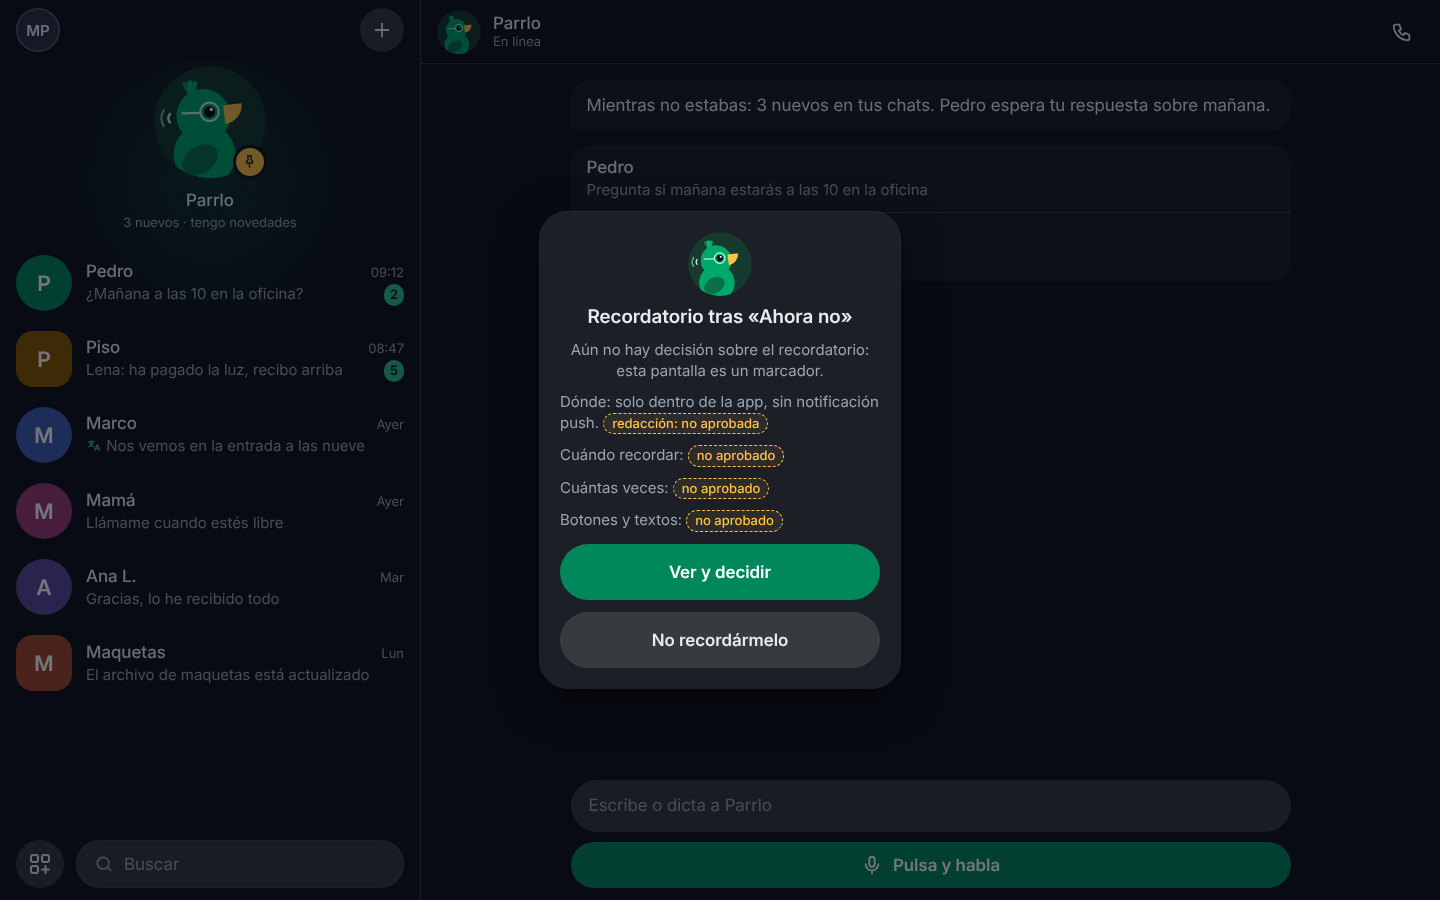 MP
Parrlo
3 nuevos · tengo novedades
P
Pedro
09:12
¿Mañana a las 10 en la oficina?
2
P
Piso
08:47
Lena: ha pagado la luz, recibo arriba
5
M
Marco
Ayer
Nos vemos en la entrada a las nueve
M
Mamá
Ayer
Llámame cuando estés libre
A
Ana L.
Mar
Gracias, lo he recibido todo
M
Maquetas
Lun
El archivo de maquetas está actualizado
Buscar
Parrlo
En línea
Mientras no estabas: 3 nuevos en tus chats. Pedro espera tu respuesta sobre mañana.
Pedro
Pregunta si mañana estarás a las 10 en la oficina
Recordatorio tras «Ahora no»
Aún no hay decisión sobre el recordatorio:
esta pantalla es un marcador.
Dónde: solo dentro de la app, sin notificación
push. redacción: no aprobada
Cuándo recordar: no aprobado
Cuántas veces: no aprobado
Botones y textos: no aprobado
Ver y decidir
No recordármelo
Escribe o dicta a Parrlo
Pulsa y habla